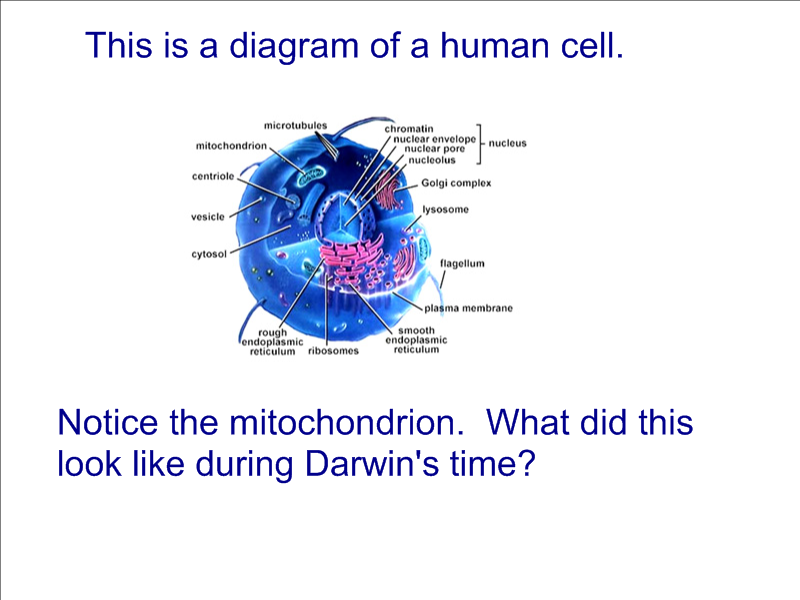 This is a diagram of a human cell.
microtubules
mitochondrion
centriole
vesicle
cytosol
chromatin
nuclear envelope
nuclear pore
nucleolus
nucleus
Golgi complex
lysosome
flagellum
plasma membrane
rough
endoplasmic
reticulum
ribosomes
smooth
endoplasmic
reticulum
Notice the mitochondrion. What did this
look like during Darwin's time?